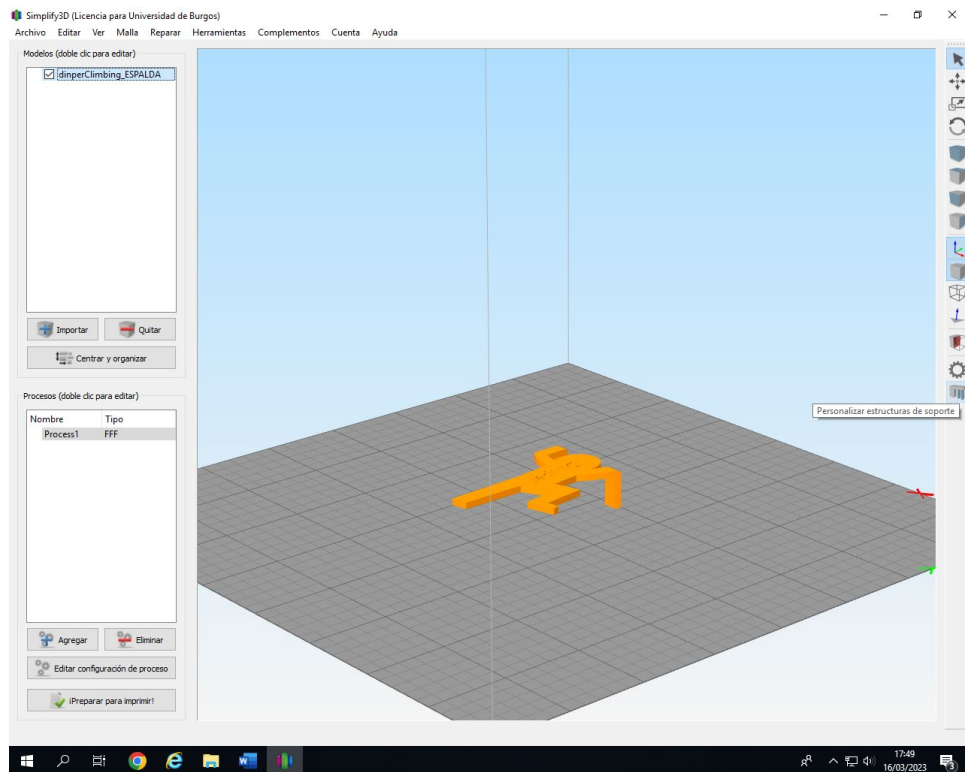 Simplify3D (Licencia para Universidad de Burgos)
Archivo Editar Ver Malla Reparar Herramientas Complementos Cuenta Ayuda
Modelos (doble clic para editar)
dinperClimbing_ESPALDA
Importar Quitar
Centrar y organizar
Procesos (doble clic para editar)
Nombre Tipo
Process1 FFF
Personalizar estructuras de soporte
Agregar Eliminar
Editar configuración de proceso
¡Preparar para imprimir!
17:49
16/03/2023
3